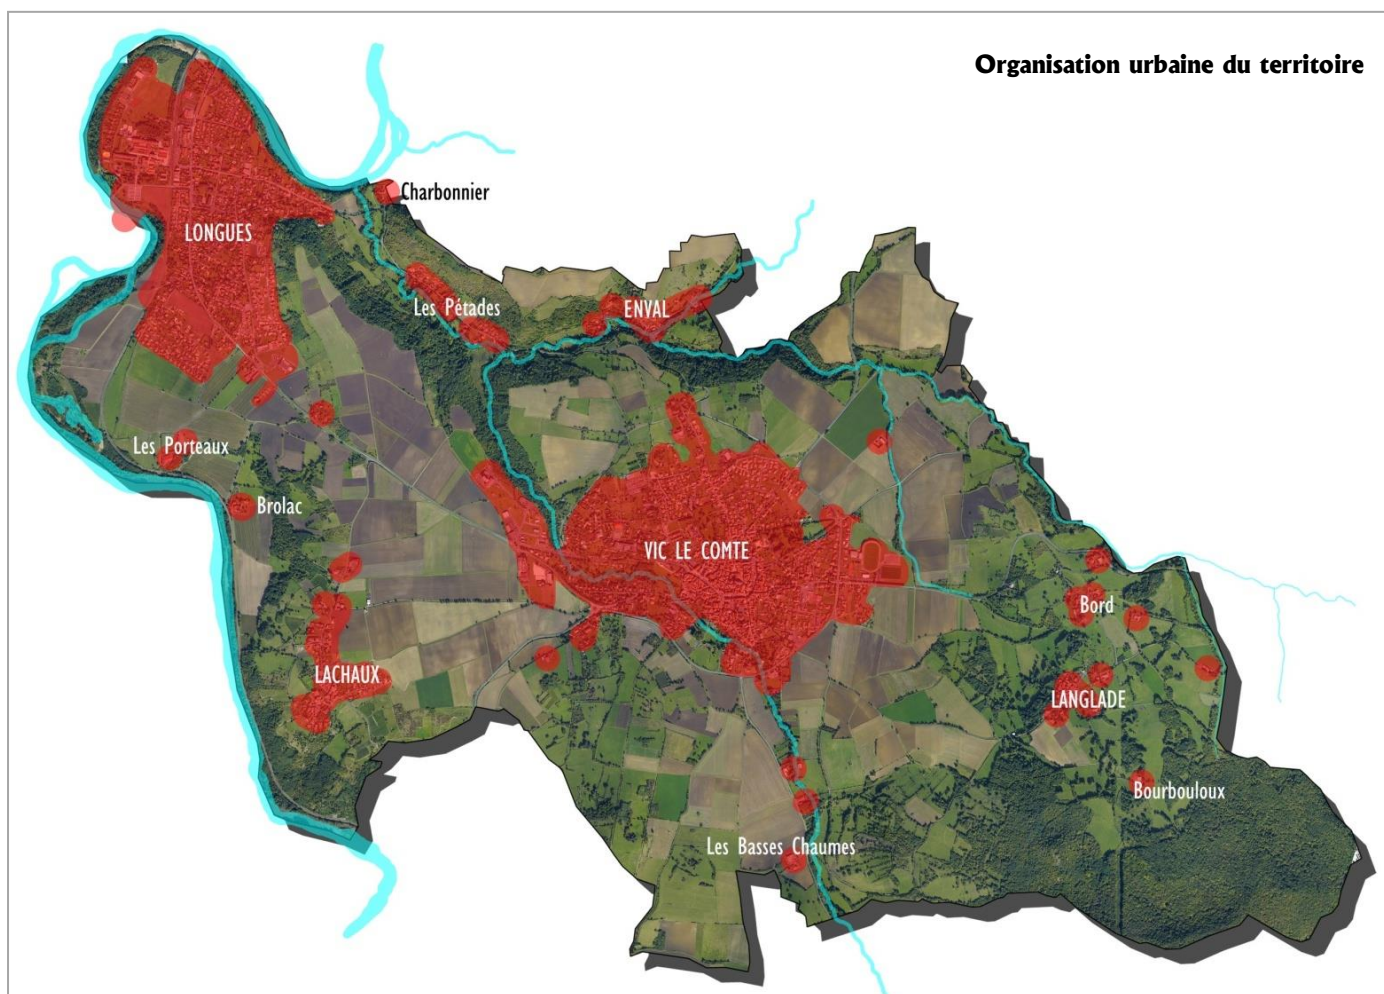 Organisation urbaine du territoire
Charbonnier
LONGUES
Les Pétades
ENVAL
Les Porteaux
Brolac
VIC LE COMTE
Bord
LACHAUX
LANGLADE
Bourbouloux
Les Basses Chaumes